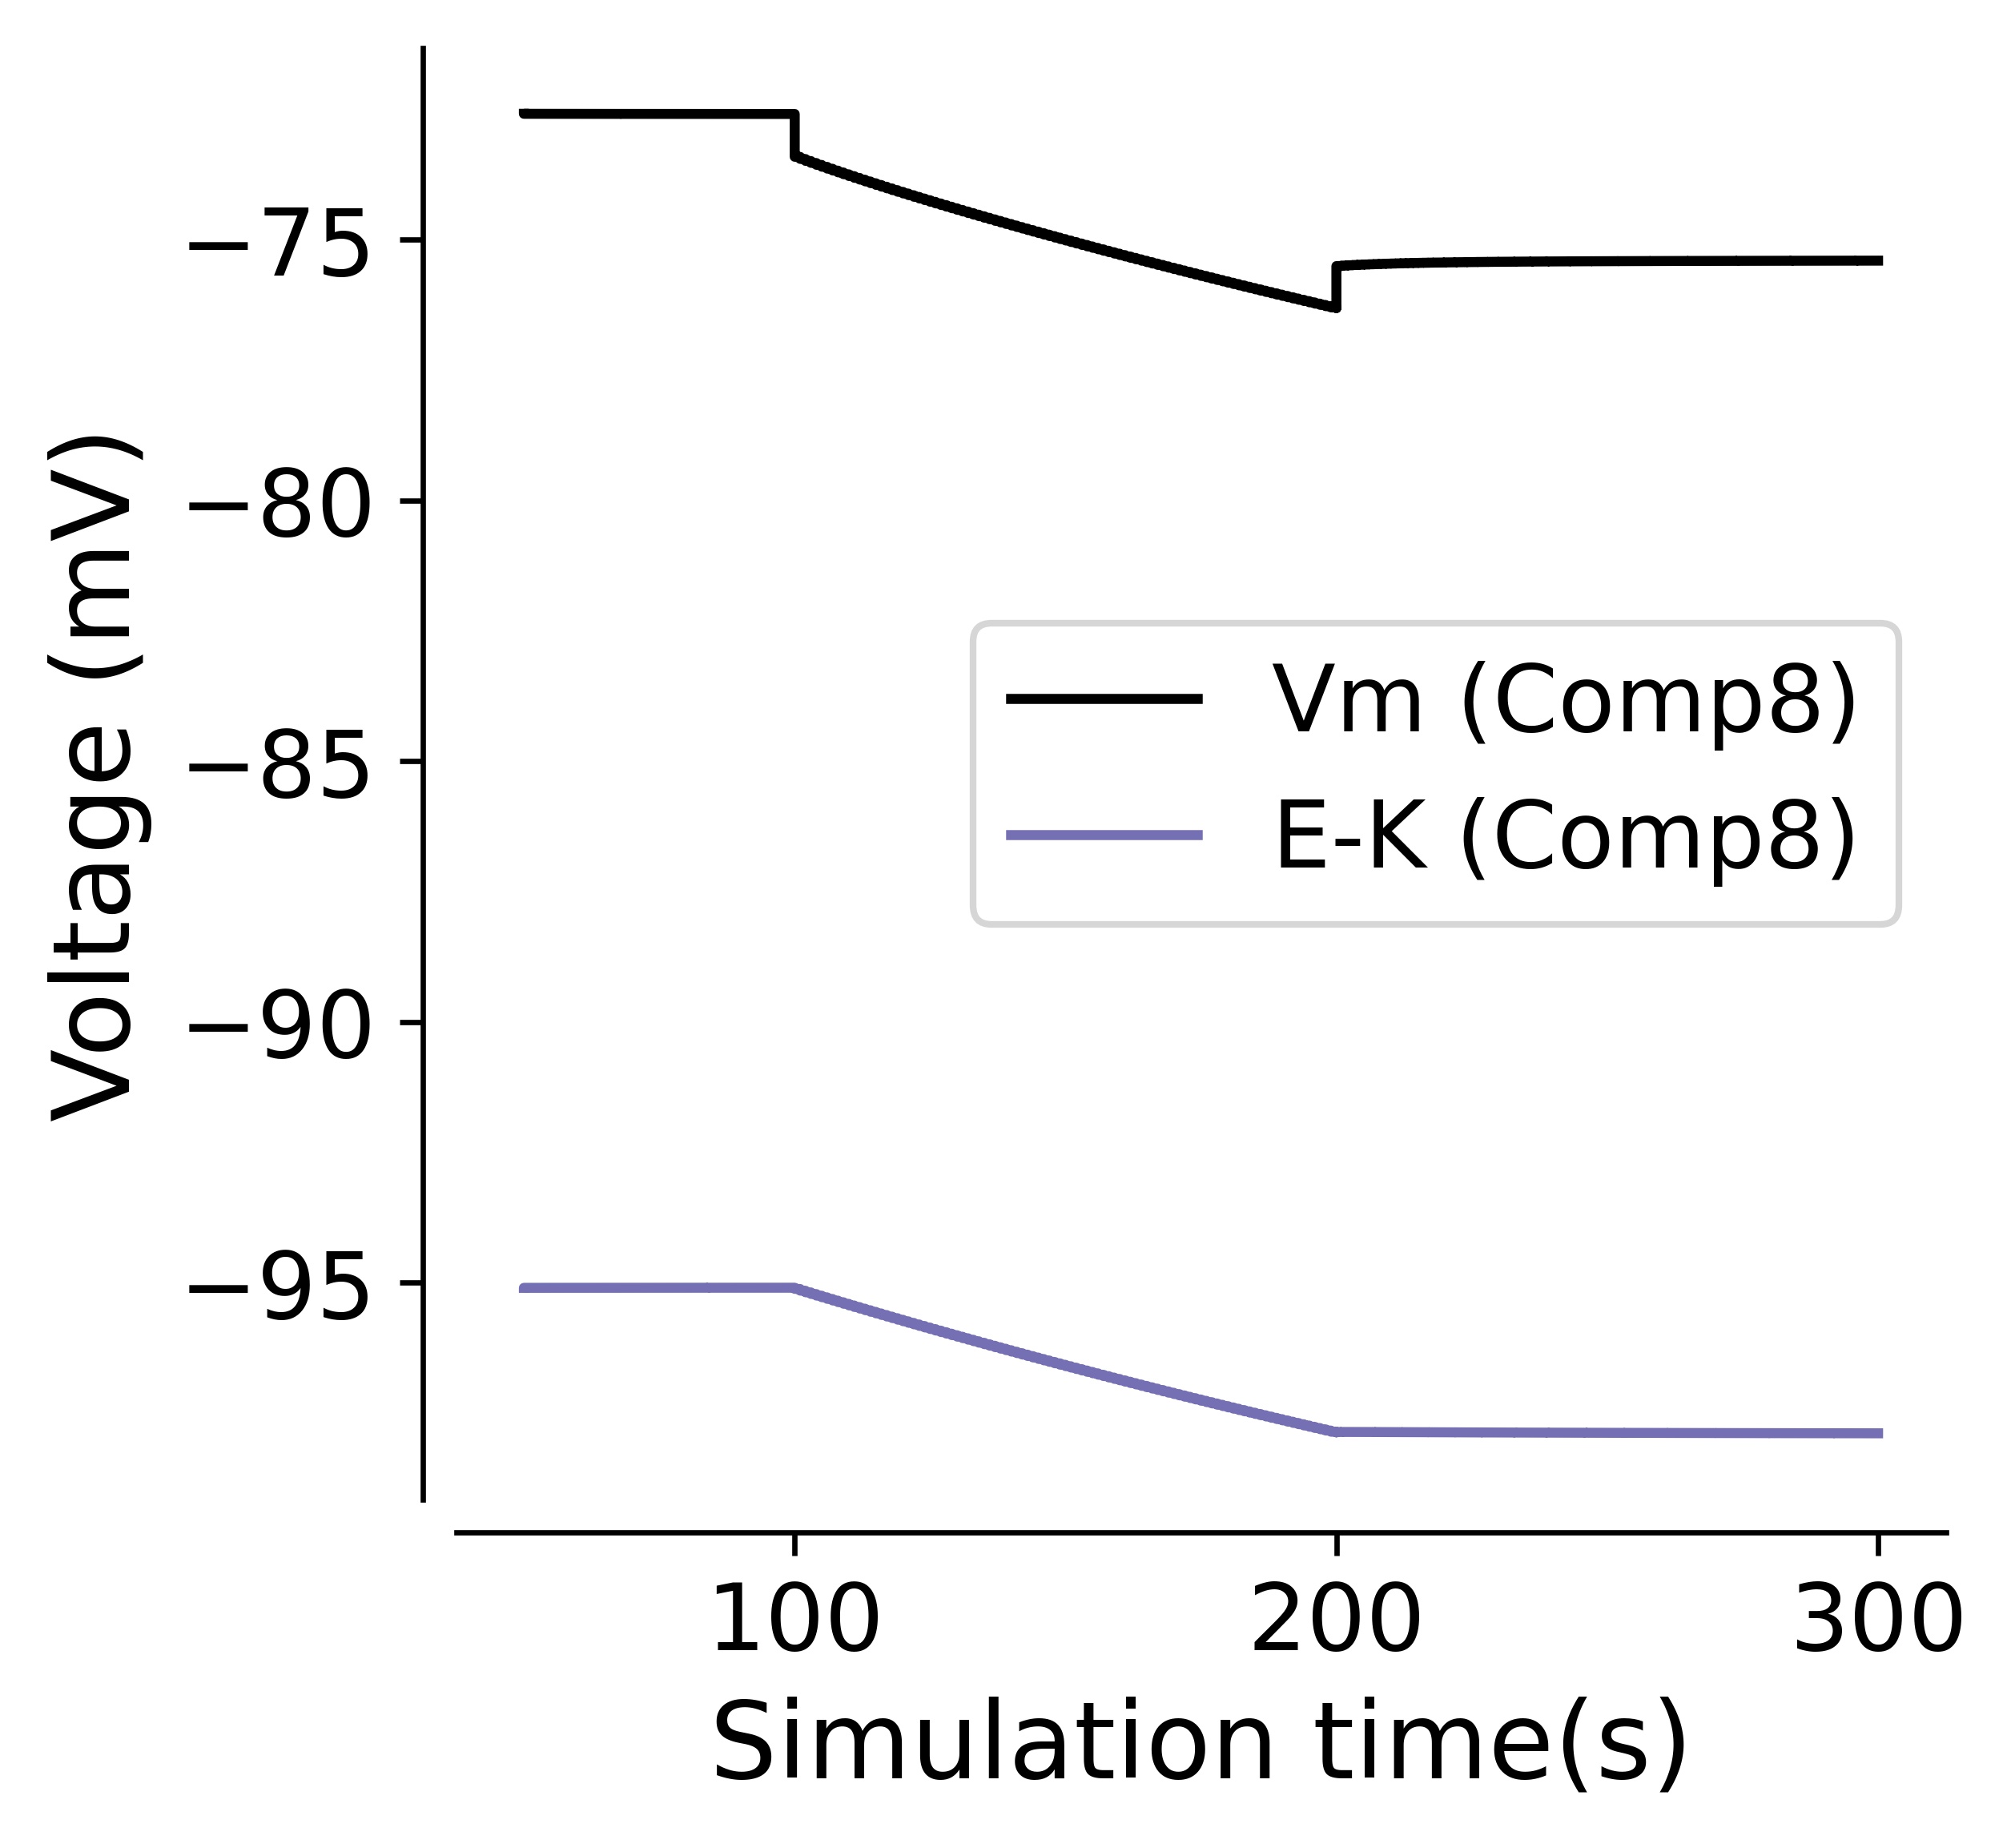 Voltage (mV)
−75
−80
−85
−90
−95
Vm (Comp8)
E-K (Comp8)
100 200 300
Simulation time(s)